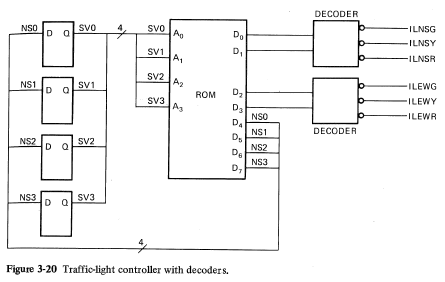 DECODER
ILNSG
ILNSY
ILNSR
NS0 D Q SV0
4
SV0 A0
SV1 A1
SV2 A2
SV3 A3
ROM
D0
D1
D2
D3
D4 NS0
D5 NS1
D6 NS2
D7 NS3
ILEWG
ILEWY
ILEWR
DECODER
NS1 D Q SV1
NS2 D Q SV2
NS3 D Q SV3
4
Figure 3-20 Traffic-light controller with decoders.